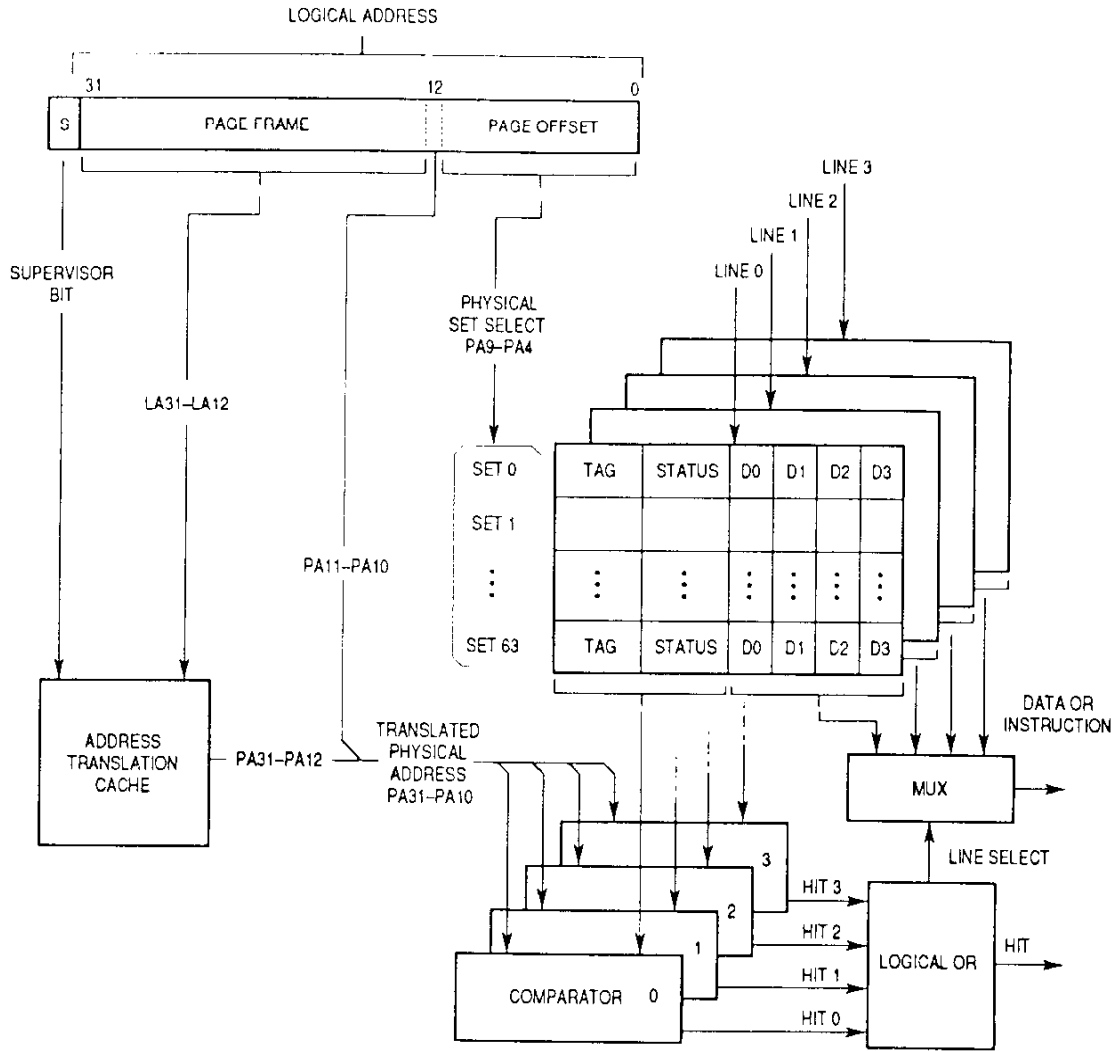 LOGICAL ADDRESS
31 12 0
S PAGE FRAME PAGE OFFSET
LINE 3
LINE 2
LINE 1
LINE 0
SUPERVISOR
BIT
PHYSICAL
SET SELECT
PA9–PA4
LA31–LA12
SET 0 TAG STATUS D0 D1 D2 D3
SET 1
PA11–PA10
SET 63 TAG STATUS D0 D1 D2 D3
ADDRESS
TRANSLATION
CACHE
PA31–PA12
TRANSLATED
PHYSICAL
ADDRESS
PA31–PA10
DATA OR
INSTRUCTION
MUX
LINE SELECT
3
2
1
COMPARATOR 0
HIT 3
HIT 2
HIT 1
HIT 0
LOGICAL OR
HIT